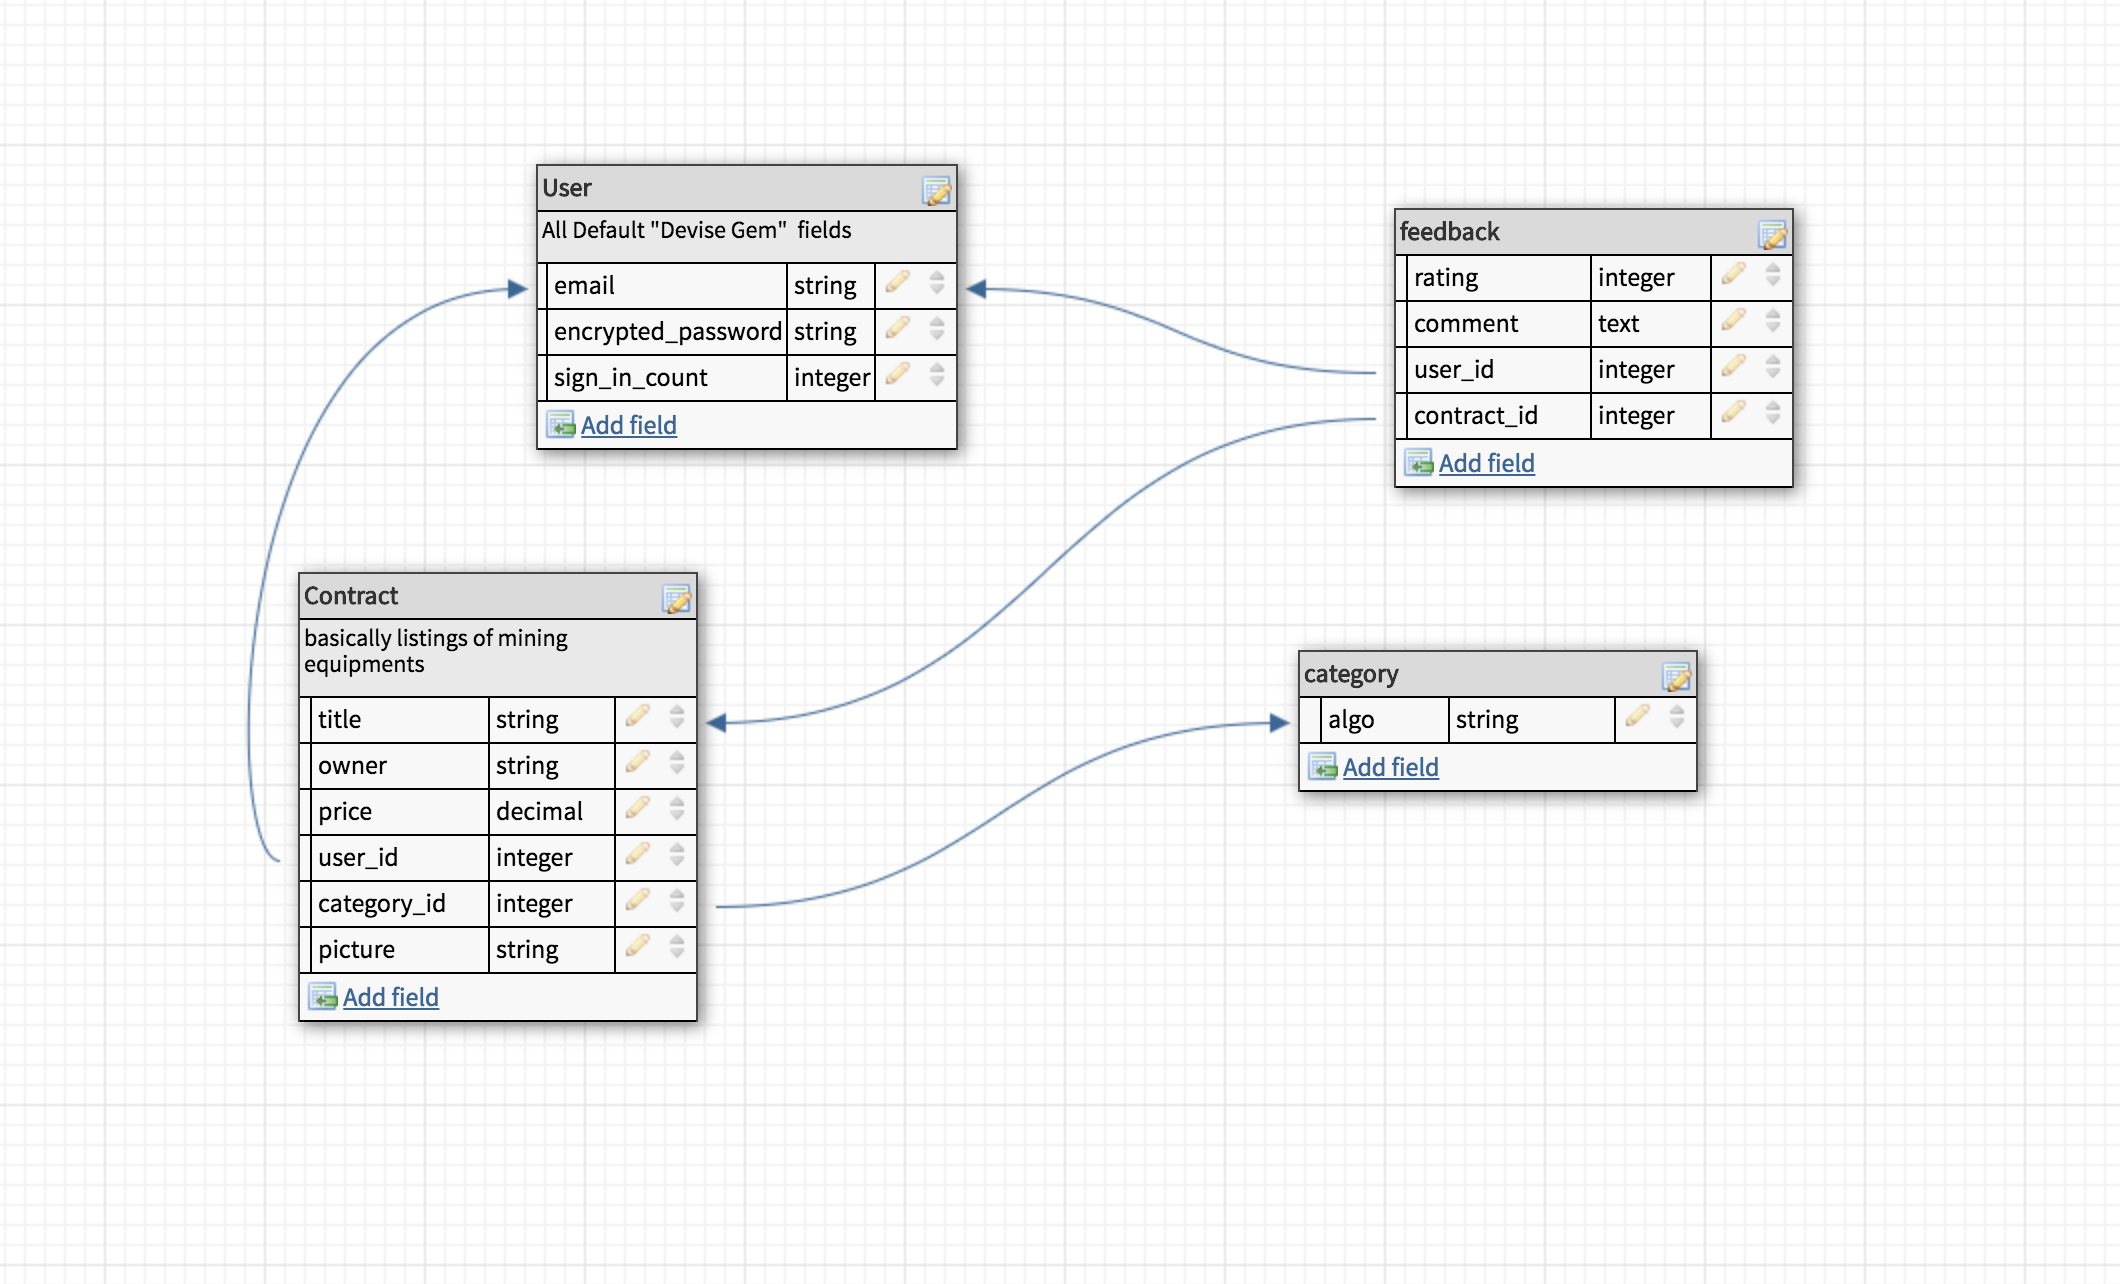 User
All Default "Devise Gem"  fields
email string
encrypted_password string
sign_in_count integer
Add field
feedback
rating integer
comment text
user_id integer
contract_id integer
Add field
Contract
basically listings of mining
equipments
title string
owner string
price decimal
user_id integer
category_id integer
picture string
Add field
category
algo string
Add field